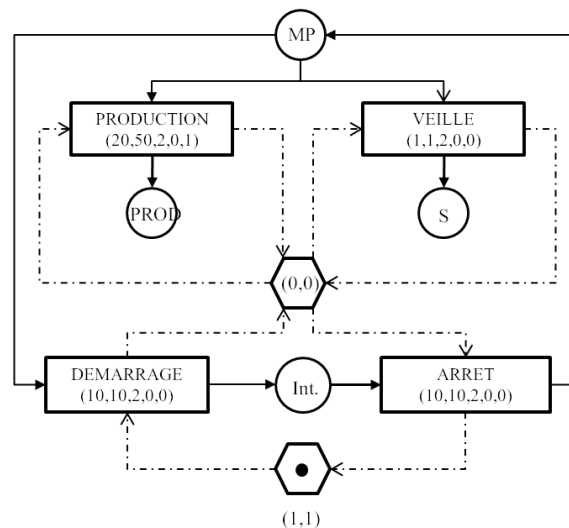 MP
PRODUCTION
(20,50,2,0,1)
VEILLE
(1,1,2,0,0)
PROD
S
(0,0)
DEMARRAGE
(10,10,2,0,0)
Int.
ARRET
(10,10,2,0,0)
(1,1)